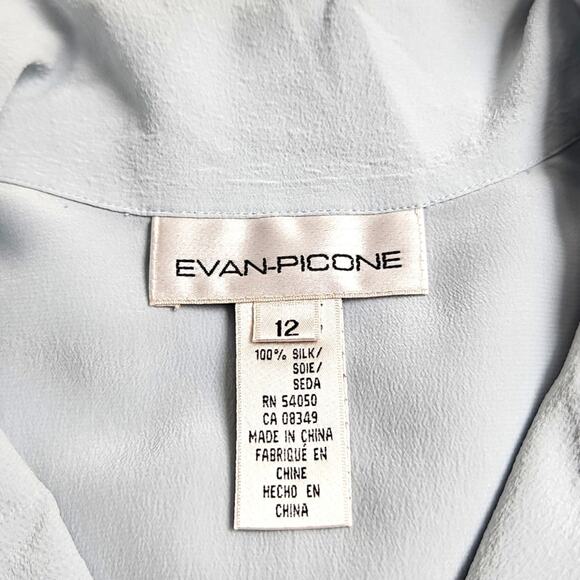 EVAN-PICONE
12
100% SILK/
SOIE/
SEDA
RN 54050
CA 08349
MADE IN CHINA
FABRIQUÉ EN
CHINE
HECHO EN
CHINA